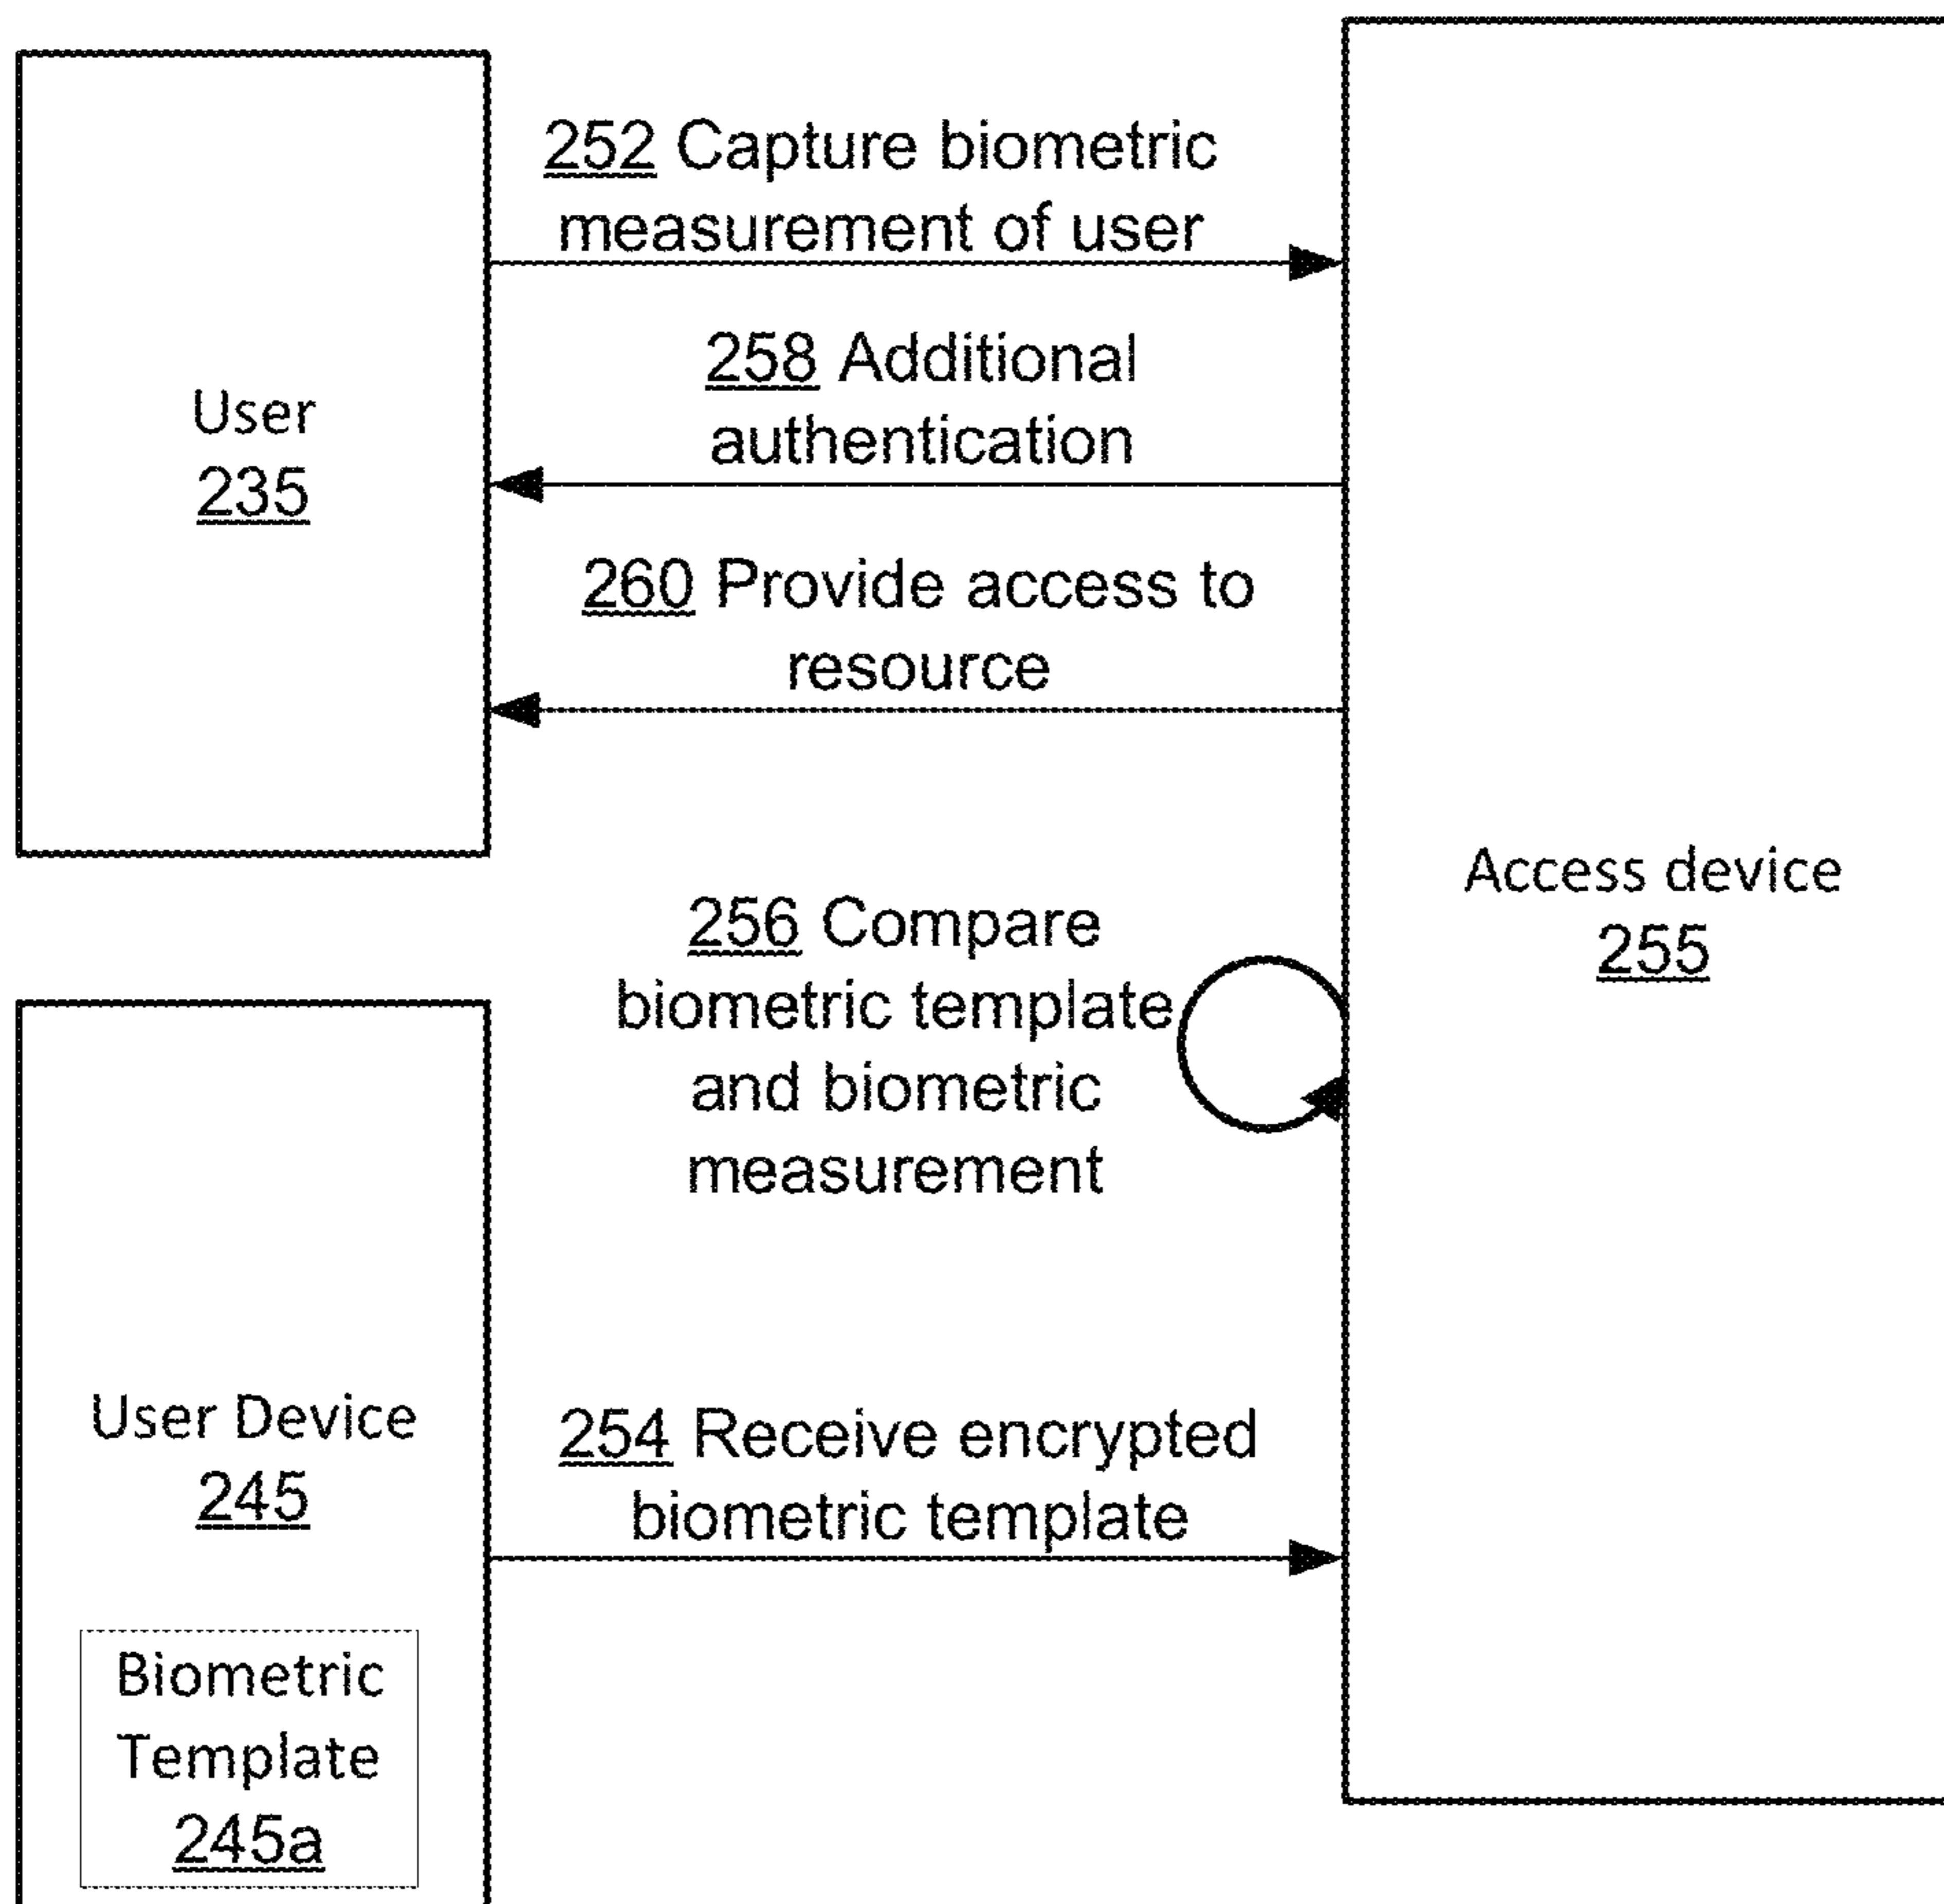 252 Capture biometric
measurement of user
258 Additional
authentication
User
235
260 Provide access to
resource
Access device
255
256 Compare
biometric template
and biometric
measurement
User Device
245
254 Receive encrypted
biometric template
Biometric
Template
245a